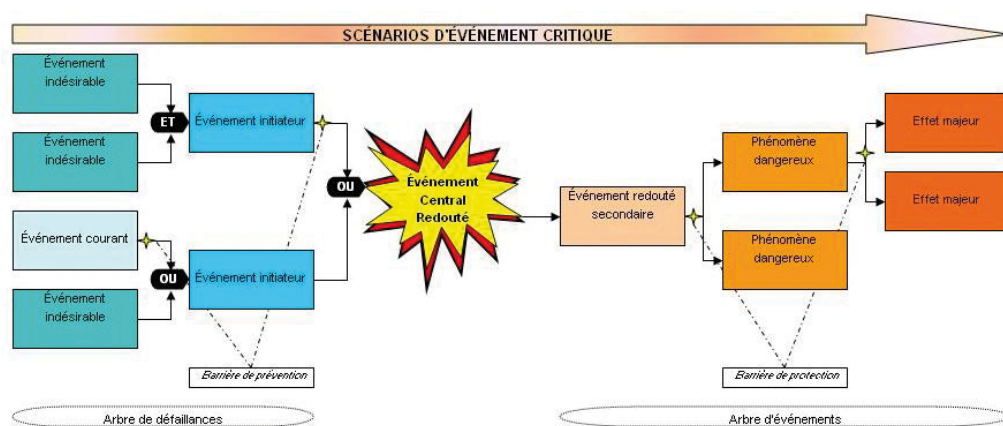 SCÉNARIOS D'ÉVÉNEMENT CRITIQUE
Événement
indésirable
ET
Événement initiateur
Événement
indésirable
Événement courant
OU
Événement initiateur
Événement
indésirable
OU
Événement
Central
Redouté
Événement redouté
secondaire
Phénomène
dangereux
Phénomène
dangereux
Effet majeur
Effet majeur
Barrière de prévention
Barrière de protection
Arbre de défaillances
Arbre d'événements